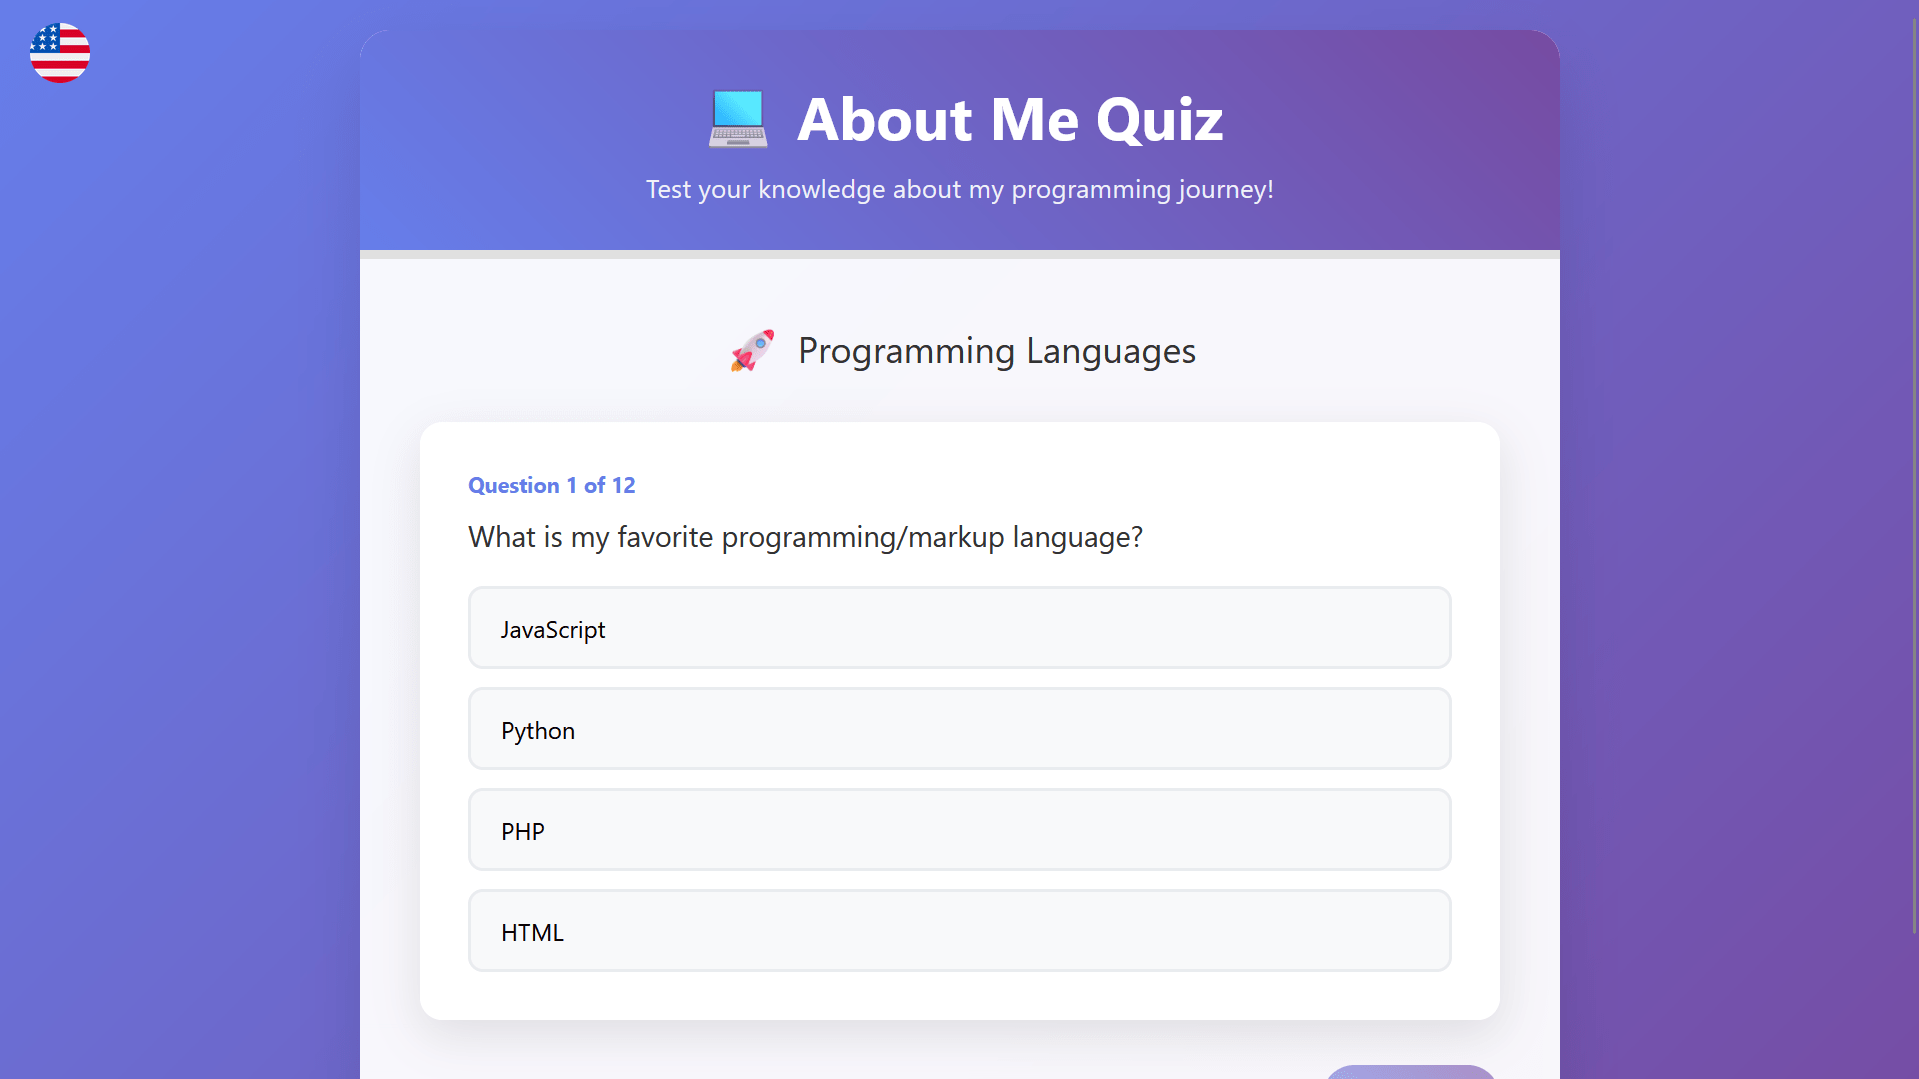 About Me Quiz
Test your knowledge about my programming journey!
Programming Languages
Question 1 of 12
What is my favorite programming/markup language?
JavaScript
Python
PHP
HTML